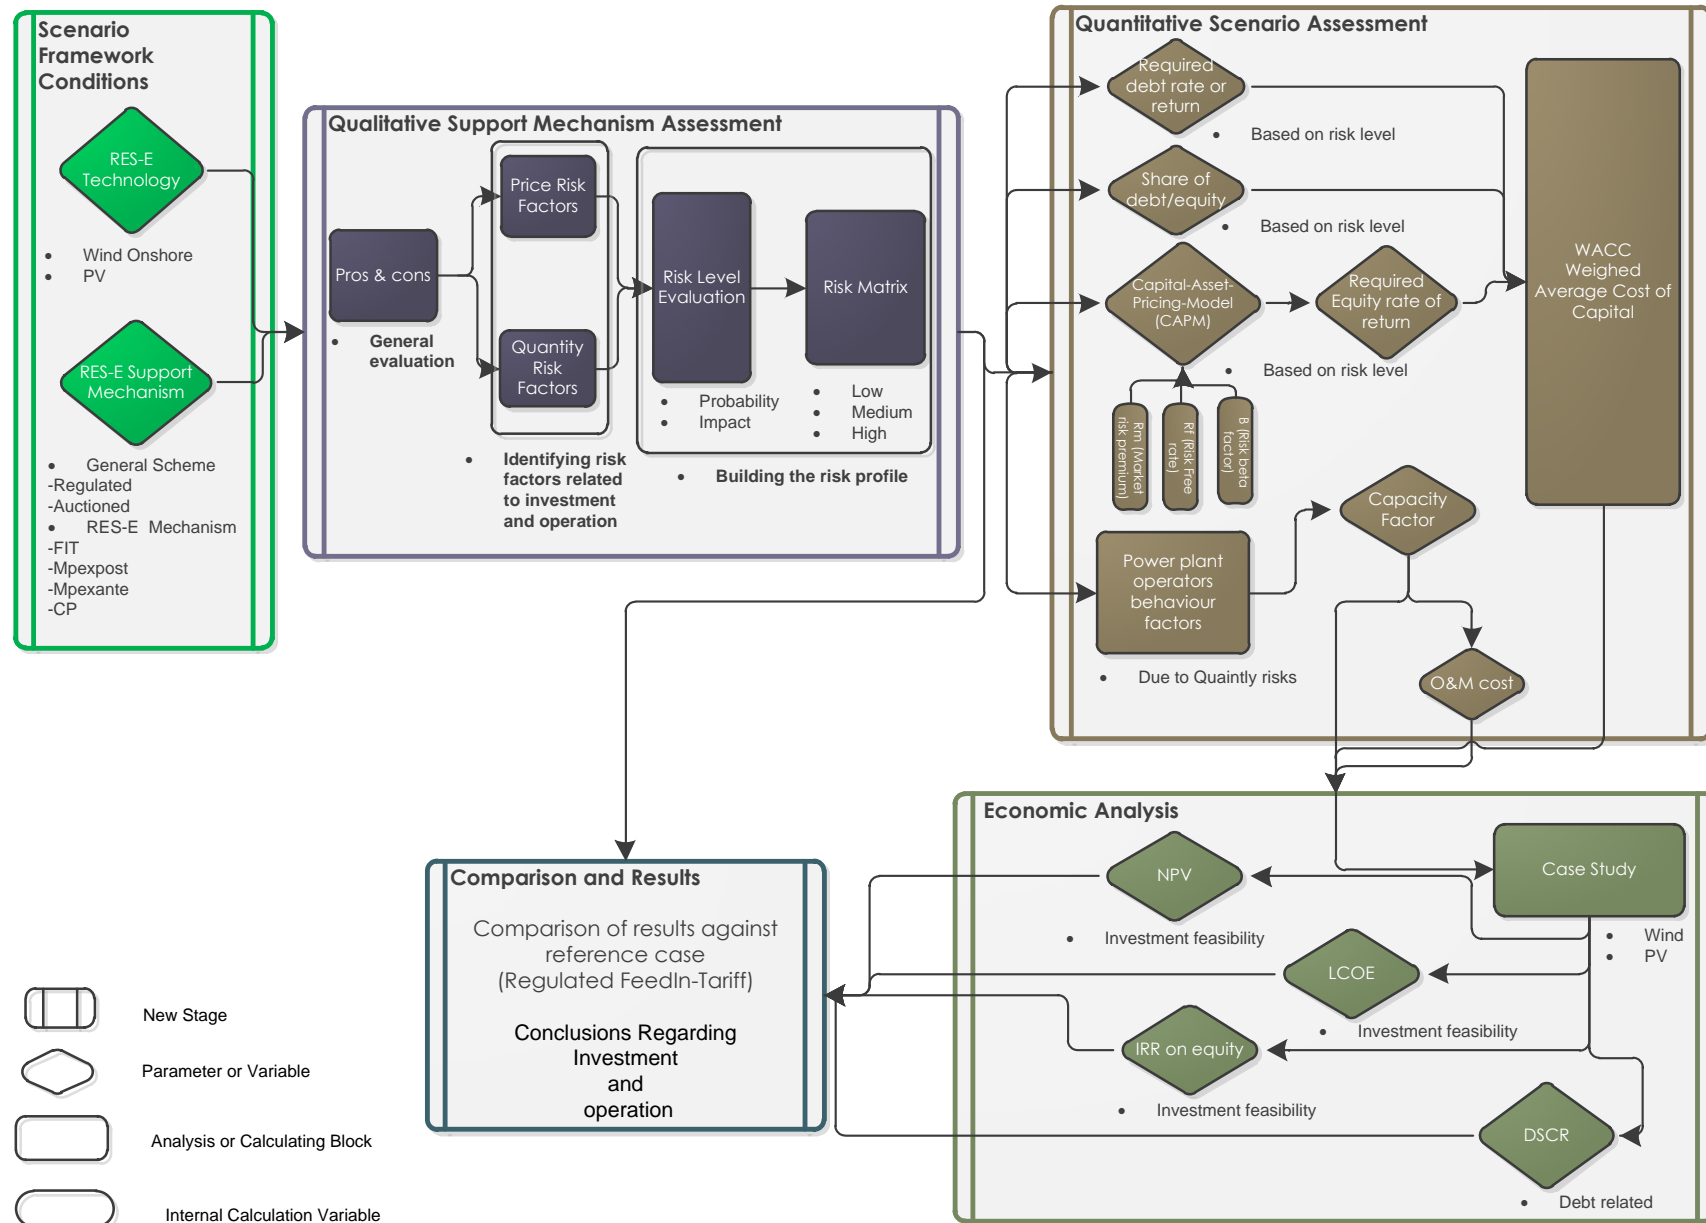 Scenario
Framework
Conditions
RES-E
Technology
• Wind Onshore
• PV
RES-E Support
Mechanism
• General Scheme
-Regulated
-Auctioned
• RES-E Mechanism
-FIT
-Mpexpost
-Mpexante
-CP
Qualitative Support Mechanism Assessment
Pros & cons
• General
evaluation
Price Risk
Factors
Quantity
Risk
Factors
• Identifying risk
factors related
to investment
and operation
Risk Level
Evaluation
• Probability
• Impact
Risk Matrix
• Low
• Medium
• High
• Building the risk profile
Quantitative Scenario Assessment
Required
debt rate or
return
• Based on risk level
Share of
debt/equity
• Based on risk level
Capital-Asset-
Pricing-Model
(CAPM)
Required
Equity rate of
return
• Based on risk level
Rm (Market
risk premium)
Rf (Risk Free
rate)
B (Risk beta
factor)
WACC
Weighed
Average Cost of
Capital
Power plant
operators
behaviour
factors
• Due to Quaintly risks
Capacity
Factor
O&M cost
Economic Analysis
Case Study
• Wind
• PV
NPV
• Investment feasibility
LCOE
• Investment feasibility
IRR on equity
• Investment feasibility
DSCR
• Debt related
Comparison and Results
Comparison of results against
reference case
(Regulated FeedIn-Tariff)
Conclusions Regarding
Investment
and
operation
New Stage
Parameter or Variable
Analysis or Calculating Block
Internal Calculation Variable